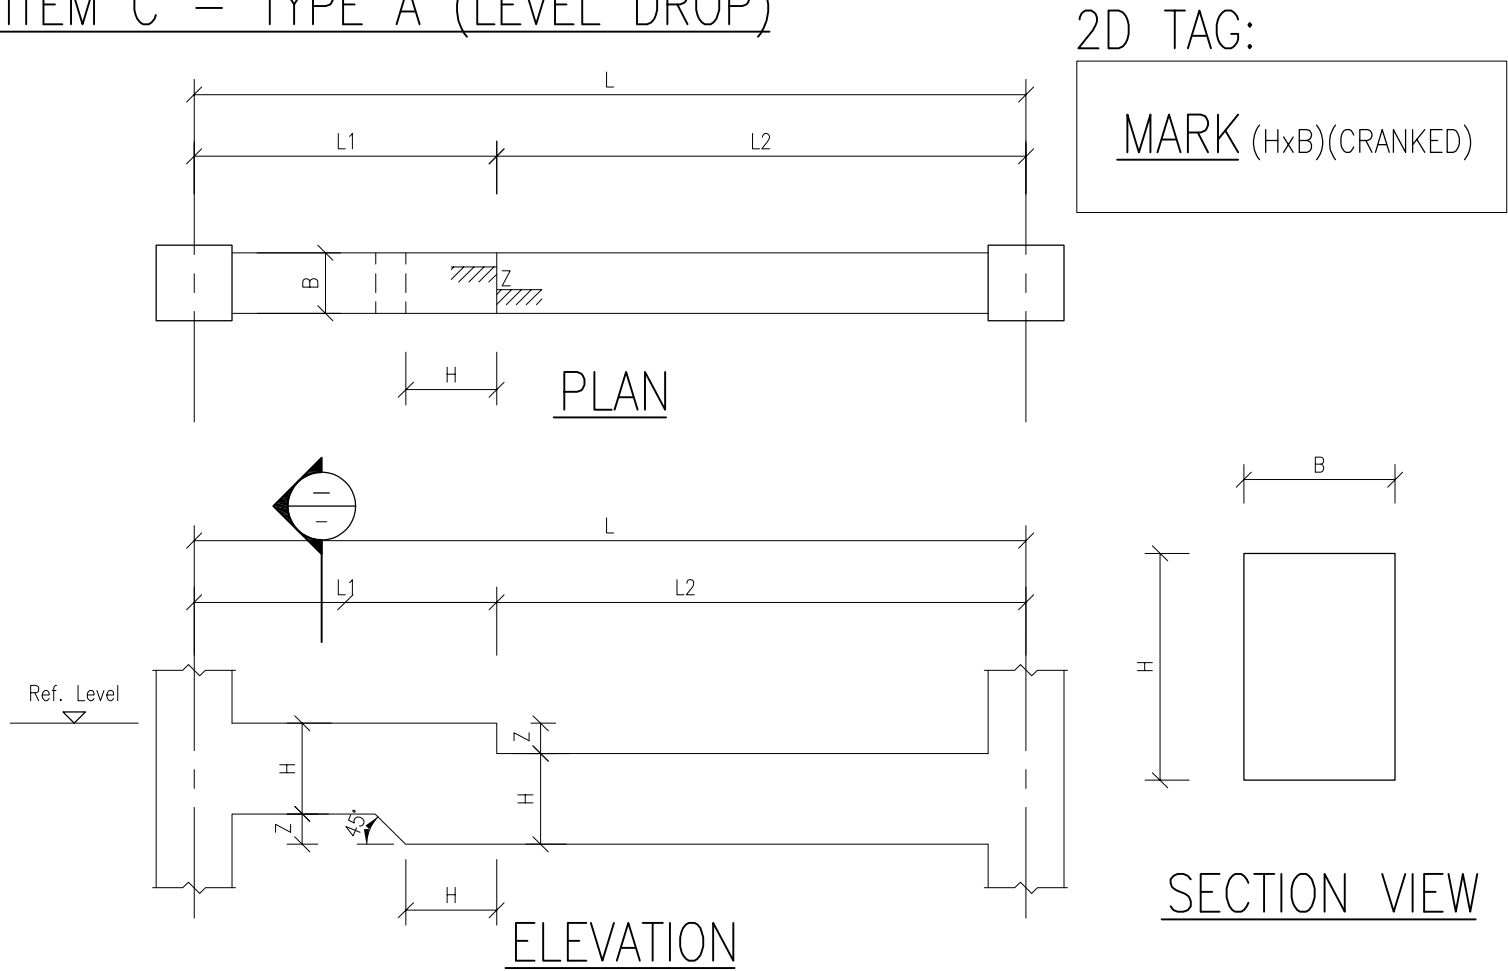 ITEM C - TYPE A (LEVEL DROP)
2D TAG:
MARK (HxB)(CRANKED)
L
L1
L2
B
Z
H
PLAN
L
L1
L2
B
Ref. Level
H
Z
H
Z
45°
H
H
ELEVATION
SECTION VIEW